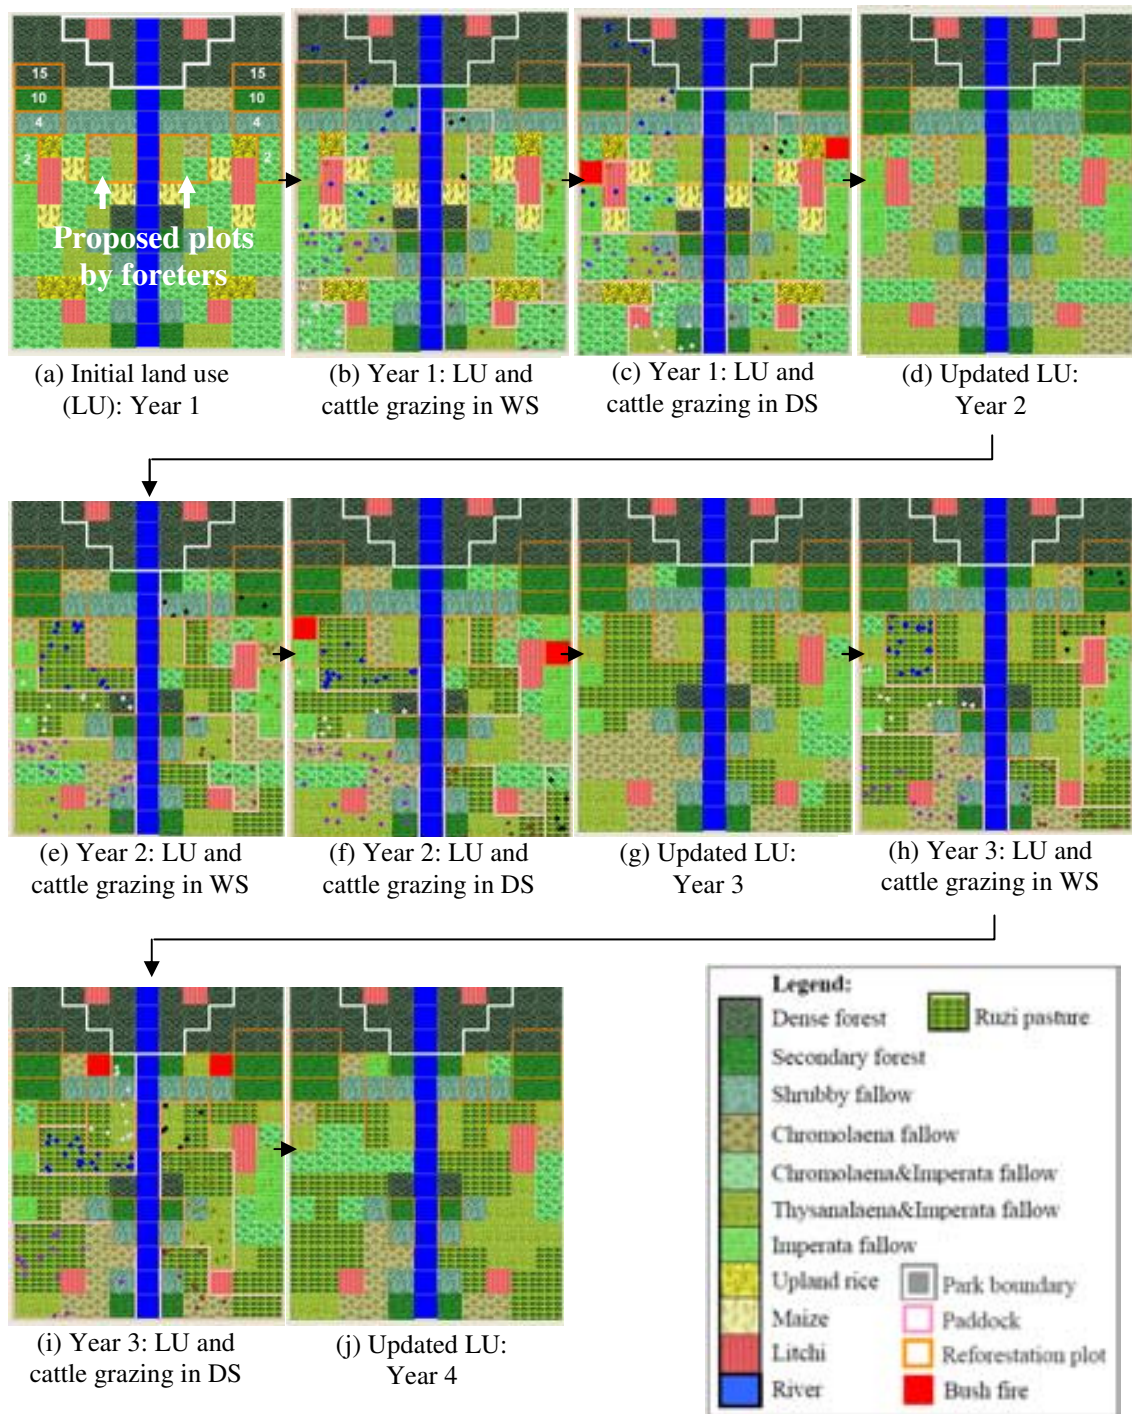 15
15
10
10
4
4
2
2
Proposed plots
by foreters
(a) Initial land use
(LU): Year 1
(b) Year 1: LU and
cattle grazing in WS
(c) Year 1: LU and
cattle grazing in DS
(d) Updated LU:
Year 2
(e) Year 2: LU and
cattle grazing in WS
(f) Year 2: LU and
cattle grazing in DS
(g) Updated LU:
Year 3
(h) Year 3: LU and
cattle grazing in WS
(i) Year 3: LU and
cattle grazing in DS
(j) Updated LU:
Year 4
Legend:
Dense forest
Ruzi pasture
Secondary forest
Shrubby fallow
Chromolaena fallow
Chromolaena&Imperata fallow
Thysanalaena&Imperata fallow
Imperata fallow
Upland rice
Park boundary
Maize
Paddock
Litchi
Reforestation plot
River
Bush fire